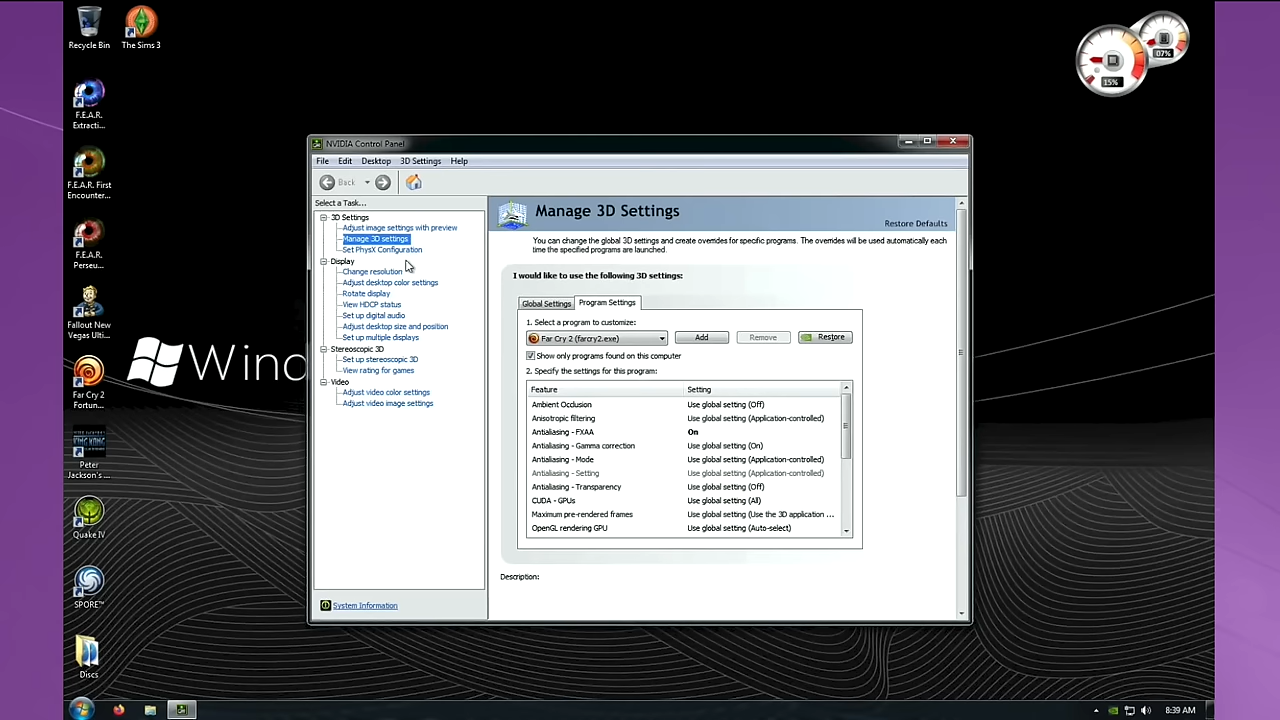 Recycle Bin
The Sims 3
F.E.A.R.
Extracti...
F.E.A.R. First
Encounter...
F.E.A.R.
Perseu...
Fallout New
Vegas Ulti...
Far Cry 2
Fortun...
KING KONG
Peter
Jackson's ...
Quake IV
SPORE™
Discs
15%
07%
Wind
NVIDIA Control Panel
File Edit Desktop 3D Settings Help
Back
Select a Task...
3D Settings
Adjust image settings with preview
Manage 3D settings
Set PhysX Configuration
Display
Change resolution
Adjust desktop color settings
Rotate display
View HDCP status
Set up digital audio
Adjust desktop size and position
Set up multiple displays
Stereoscopic 3D
Set up stereoscopic 3D
View rating for games
Video
Adjust video color settings
Adjust video image settings
System Information
Manage 3D Settings
Restore Defaults
You can change the global 3D settings and create overrides for specific programs. The overrides will be used automatically each
time the specified programs are launched.
I would like to use the following 3D settings:
Global Settings Program Settings
1. Select a program to customize:
Far Cry 2 (farcry2.exe) Add Remove Restore
Show only programs found on this computer
2. Specify the settings for this program:
Feature Setting
Ambient Occlusion Use global setting (Off)
Anisotropic filtering Use global setting (Application-controlled)
Antialiasing - FXAA On
Antialiasing - Gamma correction Use global setting (On)
Antialiasing - Mode Use global setting (Application-controlled)
Antialiasing - Setting Use global setting (Application-controlled)
Antialiasing - Transparency Use global setting (Off)
CUDA - GPUs Use global setting (All)
Maximum pre-rendered frames Use global setting (Use the 3D application ...
OpenGL rendering GPU Use global setting (Auto-select)
Description:
8:39 AM